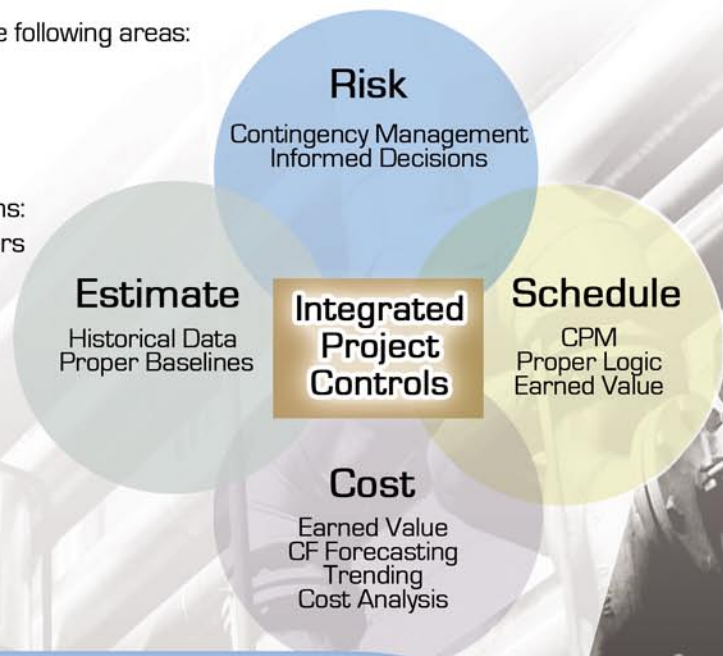 e following areas:
ns:
rs
Risk
Contingency Management
Informed Decisions
Estimate
Historical Data
Proper Baselines
Integrated
Project
Controls
Schedule
CPM
Proper Logic
Earned Value
Cost
Earned Value
CF Forecasting
Trending
Cost Analysis